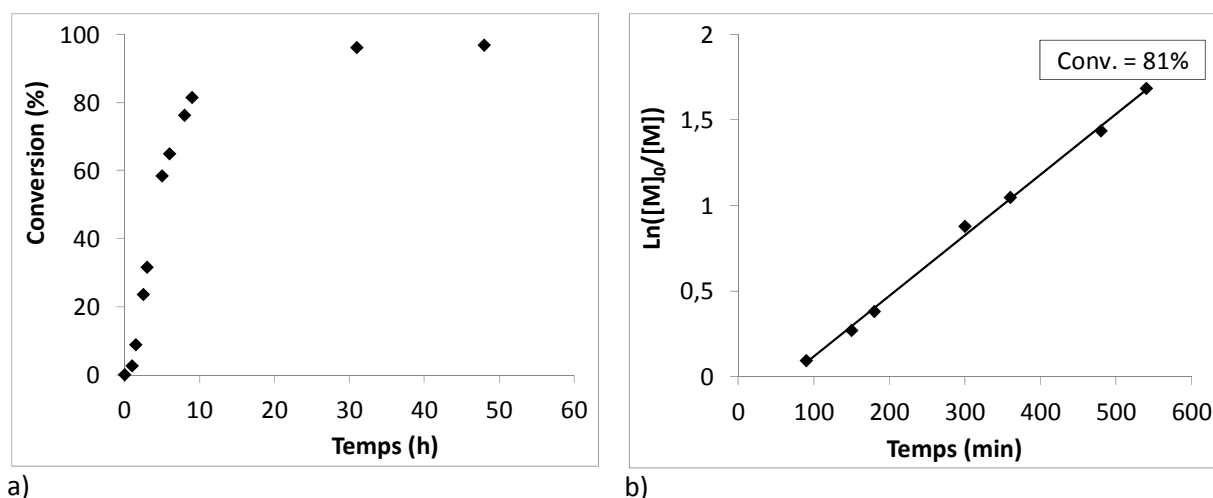 100
80
60
40
20
0
Conversion (%)
0 10 20 30 40 50 60
Temps (h)
a)
2
1,5
1
0,5
0
Ln([M]₀/[M])
Conv. = 81%
0 100 200 300 400 500 600
Temps (min)
b)